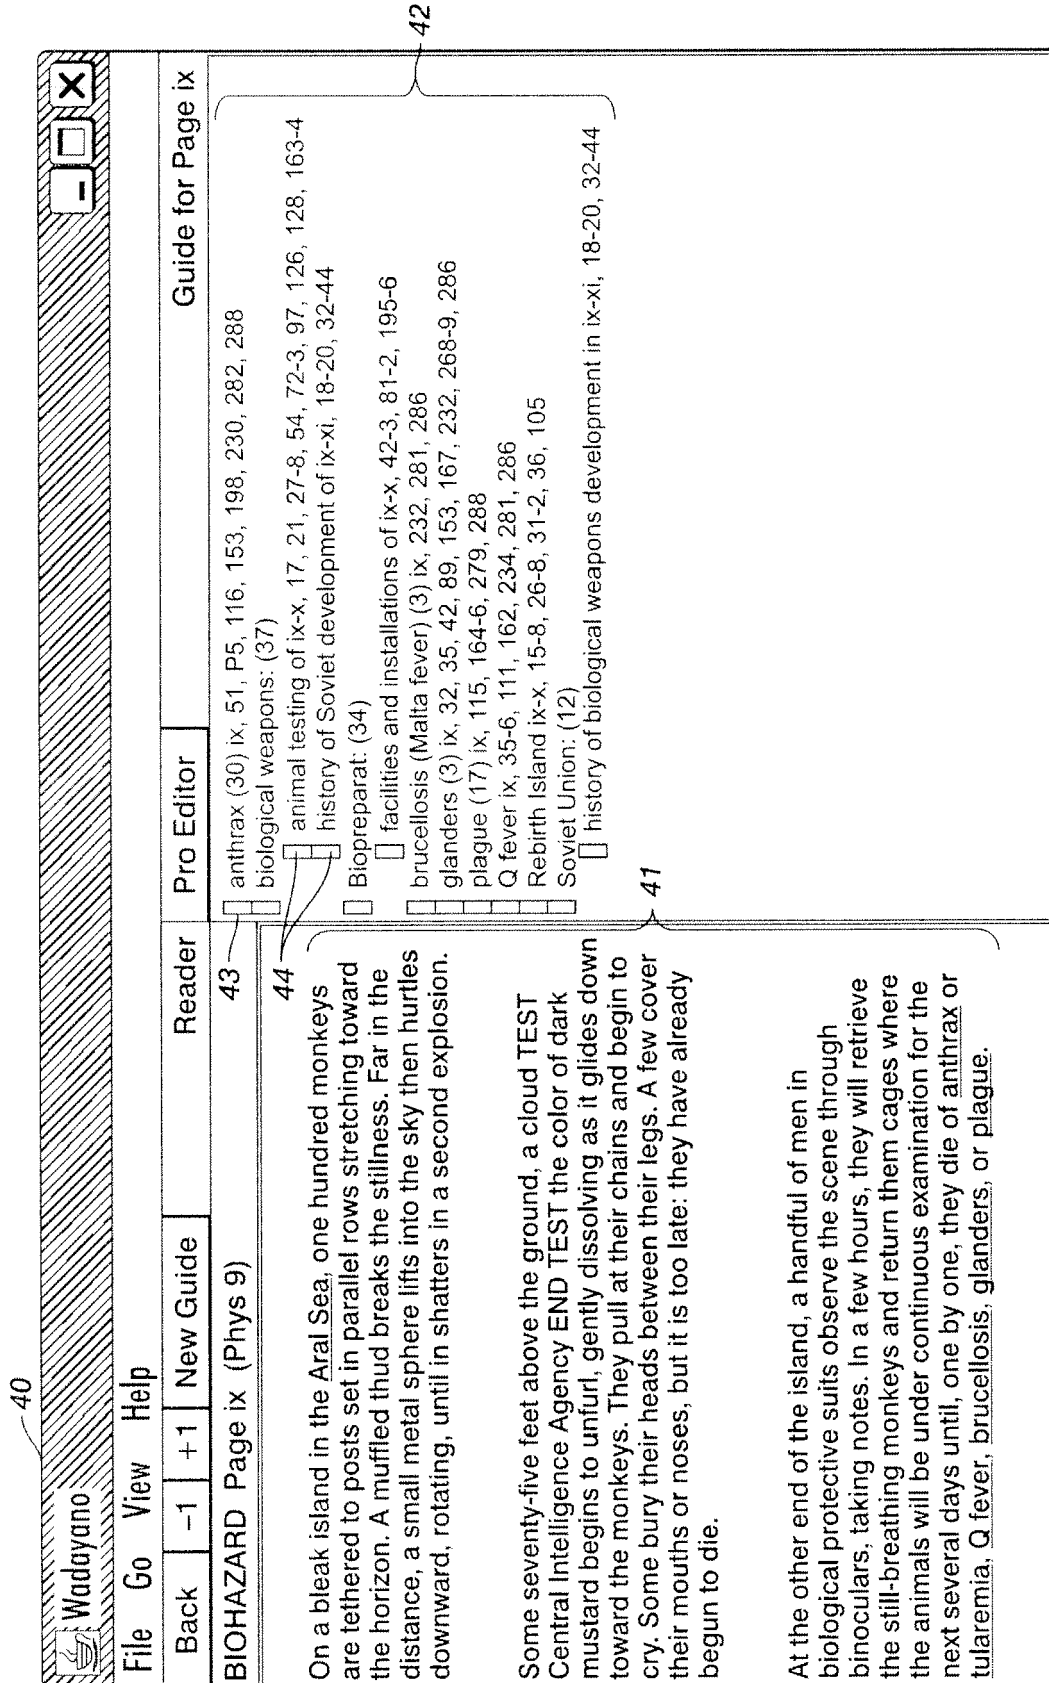 40
Wadayano
File Go View Help
Back −1 +1 New Guide Reader Pro Editor Guide for Page ix
BIOHAZARD Page ix (Phys 9)
On a bleak island in the Aral Sea, one hundred monkeys
are tethered to posts set in parallel rows stretching toward
the horizon. A muffled thud breaks the stillness. Far in the
distance, a small metal sphere lifts into the sky then hurtles
downward, rotating, until in shatters in a second explosion.
Some seventy-five feet above the ground, a cloud TEST
Central Intelligence Agency END TEST the color of dark
mustard begins to unfurl, gently dissolving as it glides down
toward the monkeys. They pull at their chains and begin to
cry. Some bury their heads between their legs. A few cover
their mouths or noses, but it is too late: they have already
begun to die.
At the other end of the island, a handful of men in
biological protective suits observe the scene through
binoculars, taking notes. In a few hours, they will retrieve
the still-breathing monkeys and return them cages where
the animals will be under continuous examination for the
next several days until, one by one, they die of anthrax or
tularemia, Q fever, brucellosis, glanders, or plague.
41
43
44
anthrax (30) ix, 51, P5, 116, 153, 198, 230, 282, 288
biological weapons: (37)
animal testing of ix-x, 17, 21, 27-8, 54, 72-3, 97, 126, 128, 163-4
history of Soviet development of ix-xi, 18-20, 32-44
Biopreparat: (34)
facilities and installations of ix-x, 42-3, 81-2, 195-6
brucellosis (Malta fever) (3) ix, 232, 281, 286
glanders (3) ix, 32, 35, 42, 89, 153, 167, 232, 268-9, 286
plague (17) ix, 115, 164-6, 279, 288
Q fever ix, 35-6, 111, 162, 234, 281, 286
Rebirth Island ix-x, 15-8, 26-8, 31-2, 36, 105
Soviet Union: (12)
history of biological weapons development in ix-xi, 18-20, 32-44
42